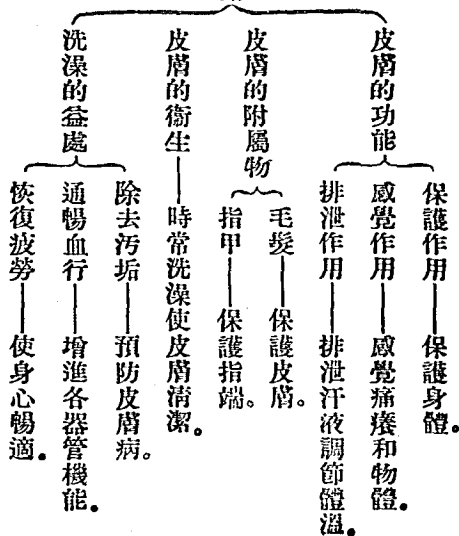 皮膚的功能
保護作用——保護身體。
感覺作用——感覺痛癢和物體。
排泄作用——排泄汗液調節體溫。
皮膚的附屬物
毛髮——保護皮膚。
指甲——保護指端。
皮膚的衞生——時常洗澡使皮膚清潔。
洗澡的益處
除去污垢——預防皮膚病。
通暢血行——增進各器管機能。
恢復疲勞——使身心暢適。